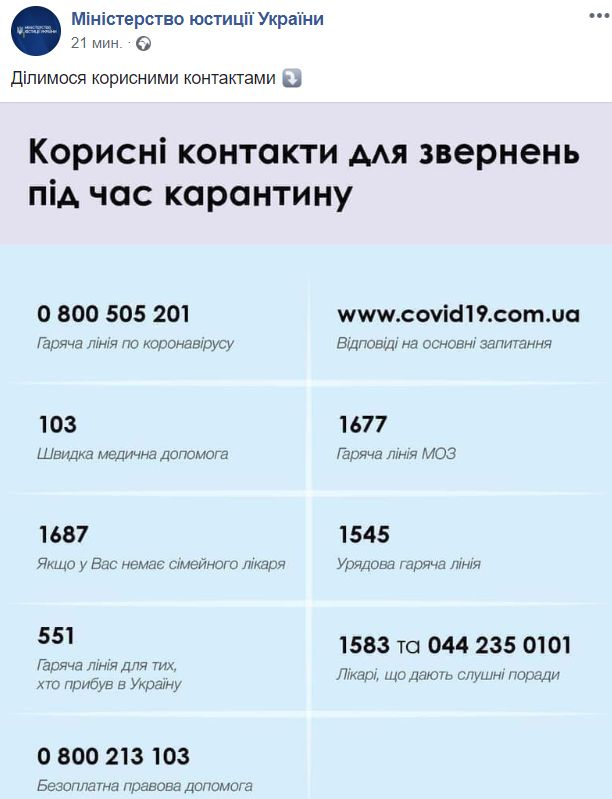 Міністерство юстиції України
21 мин. ·
Ділимося корисними контактами
Корисні контакти для звернень
під час карантину
0 800 505 201
Гаряча лінія по коронавірусу
www.covid19.com.ua
Відповіді на основні запитання
103
Швидка медична допомога
1677
Гаряча лінія МОЗ
1687
Якщо у Вас немає сімейного лікаря
1545
Урядова гаряча лінія
551
Гаряча лінія для тих,
хто прибув в Україну
1583 та 044 235 0101
Лікарі, що дають слушні поради
0 800 213 103
Безоплатна правова допомога